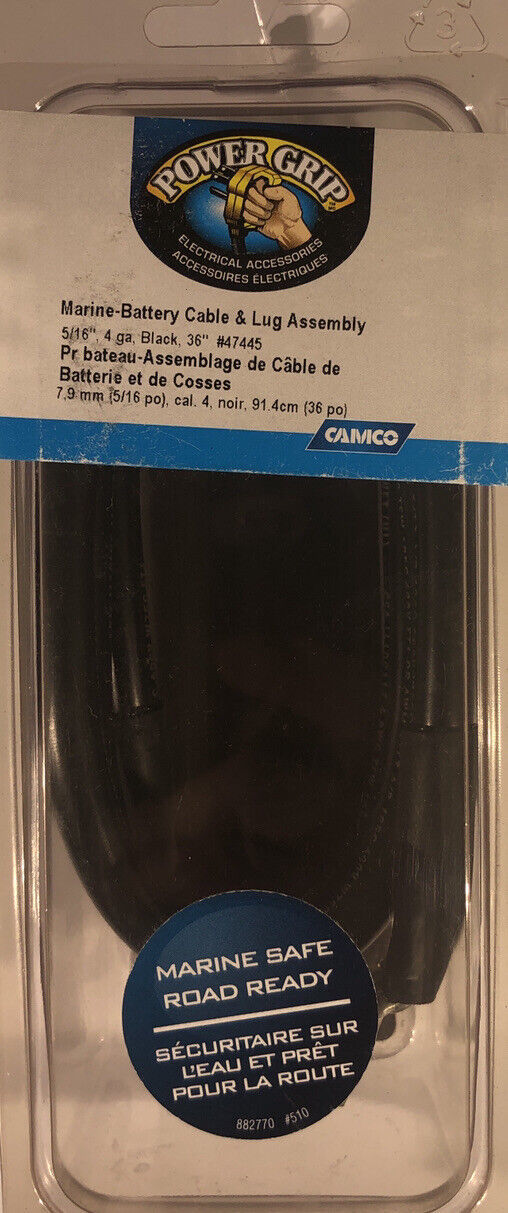 3
POWER GRIP
ELECTRICAL ACCESSORIES
ACCESSOIRES ÉLECTRIQUES
Marine-Battery Cable & Lug Assembly
5/16", 4 ga, Black, 36" #47445
Pr bateau-Assemblage de Câble de
Batterie et de Cosses
7,9 mm (5/16 po), cal. 4, noir, 91.4cm (36 po)
CAMCO
MARINE SAFE
ROAD READY
SÉCURITAIRE SUR
L'EAU ET PRÊT
POUR LA ROUTE
882770 #510